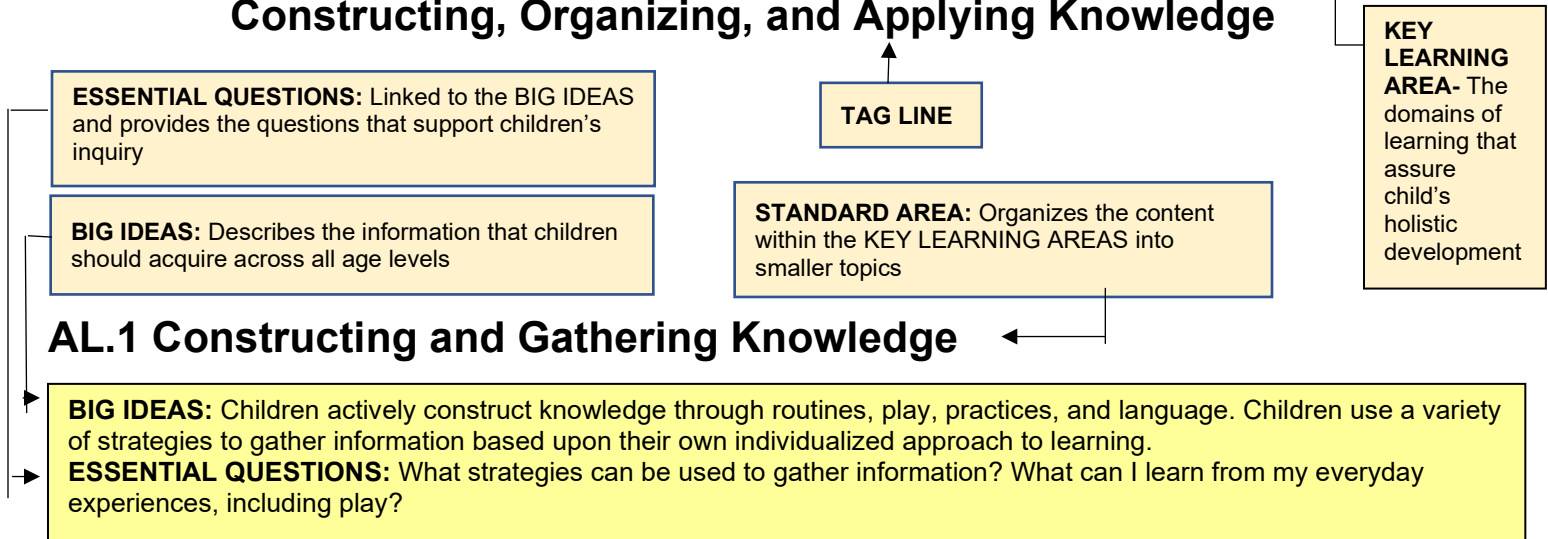 Constructing, Organizing, and Applying Knowledge
KEY
LEARNING
AREA- The
domains of
learning that
assure
child’s
holistic
development
ESSENTIAL QUESTIONS: Linked to the BIG IDEAS
and provides the questions that support children’s
inquiry
TAG LINE
BIG IDEAS: Describes the information that children
should acquire across all age levels
STANDARD AREA: Organizes the content
within the KEY LEARNING AREAS into
smaller topics
AL.1 Constructing and Gathering Knowledge
BIG IDEAS: Children actively construct knowledge through routines, play, practices, and language. Children use a variety
of strategies to gather information based upon their own individualized approach to learning.
ESSENTIAL QUESTIONS: What strategies can be used to gather information? What can I learn from my everyday
experiences, including play?